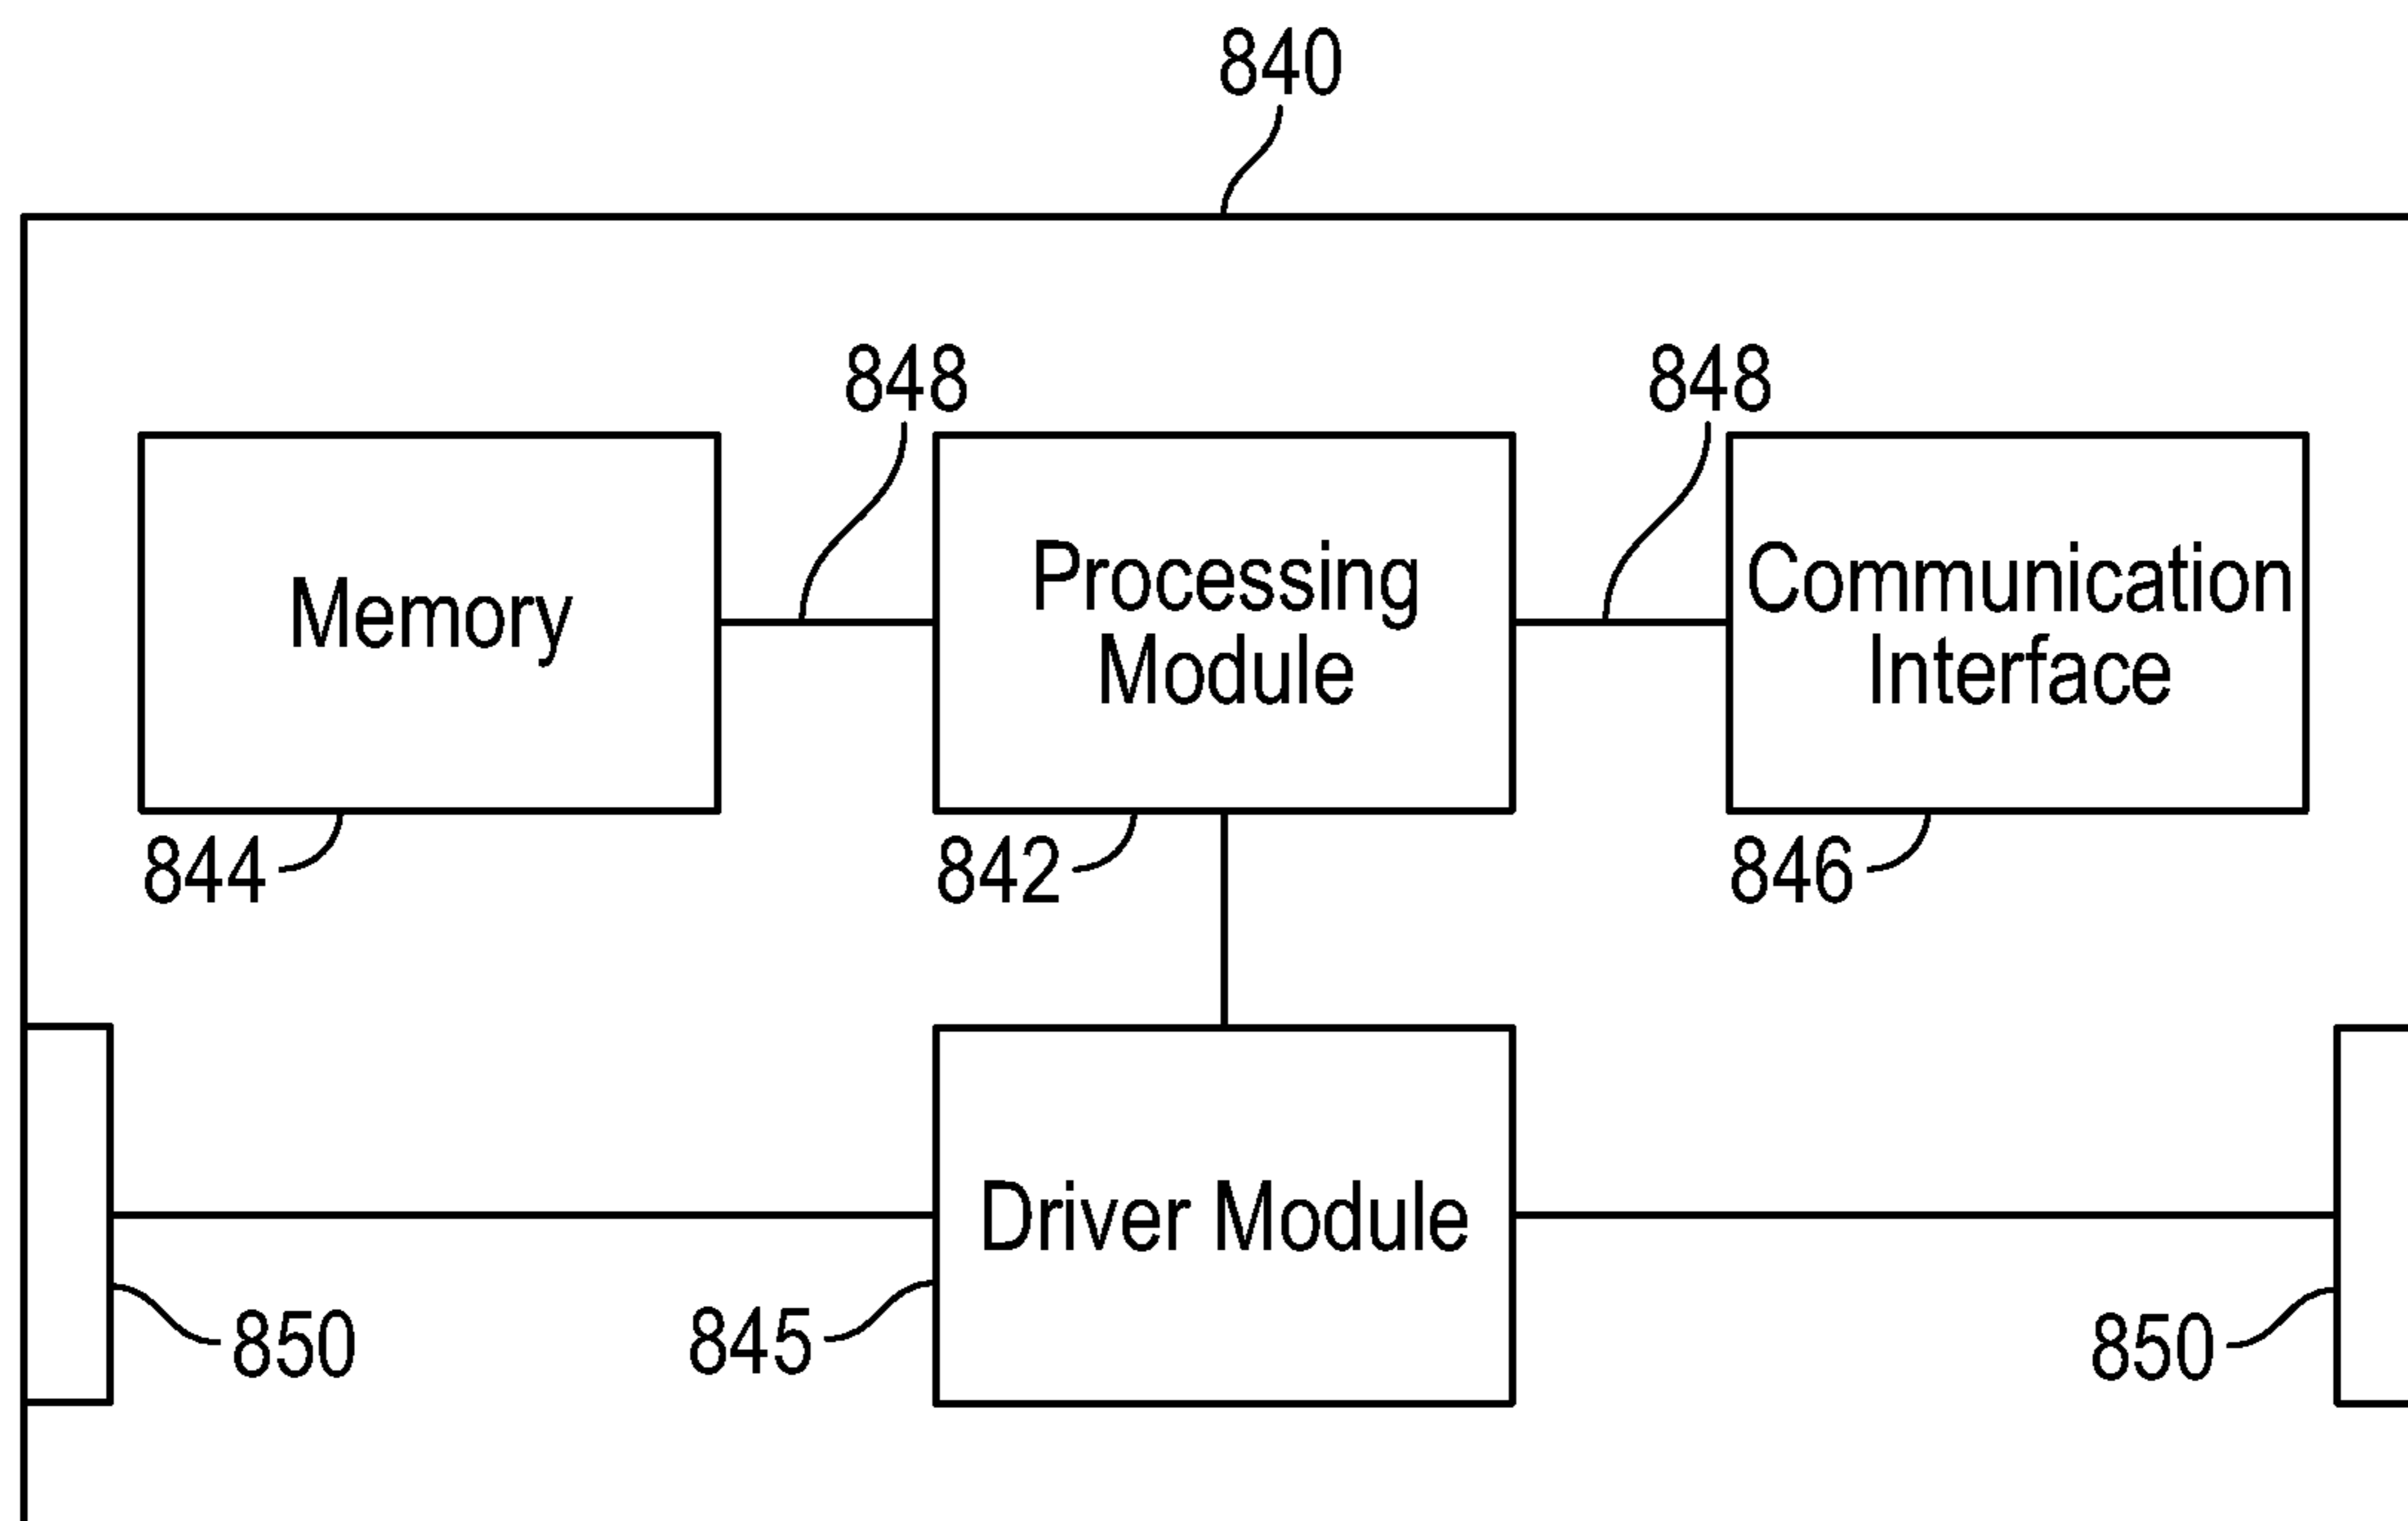 840
848
848
Memory
Processing
Module
Communication
Interface
844
842
846
Driver Module
850
845
850